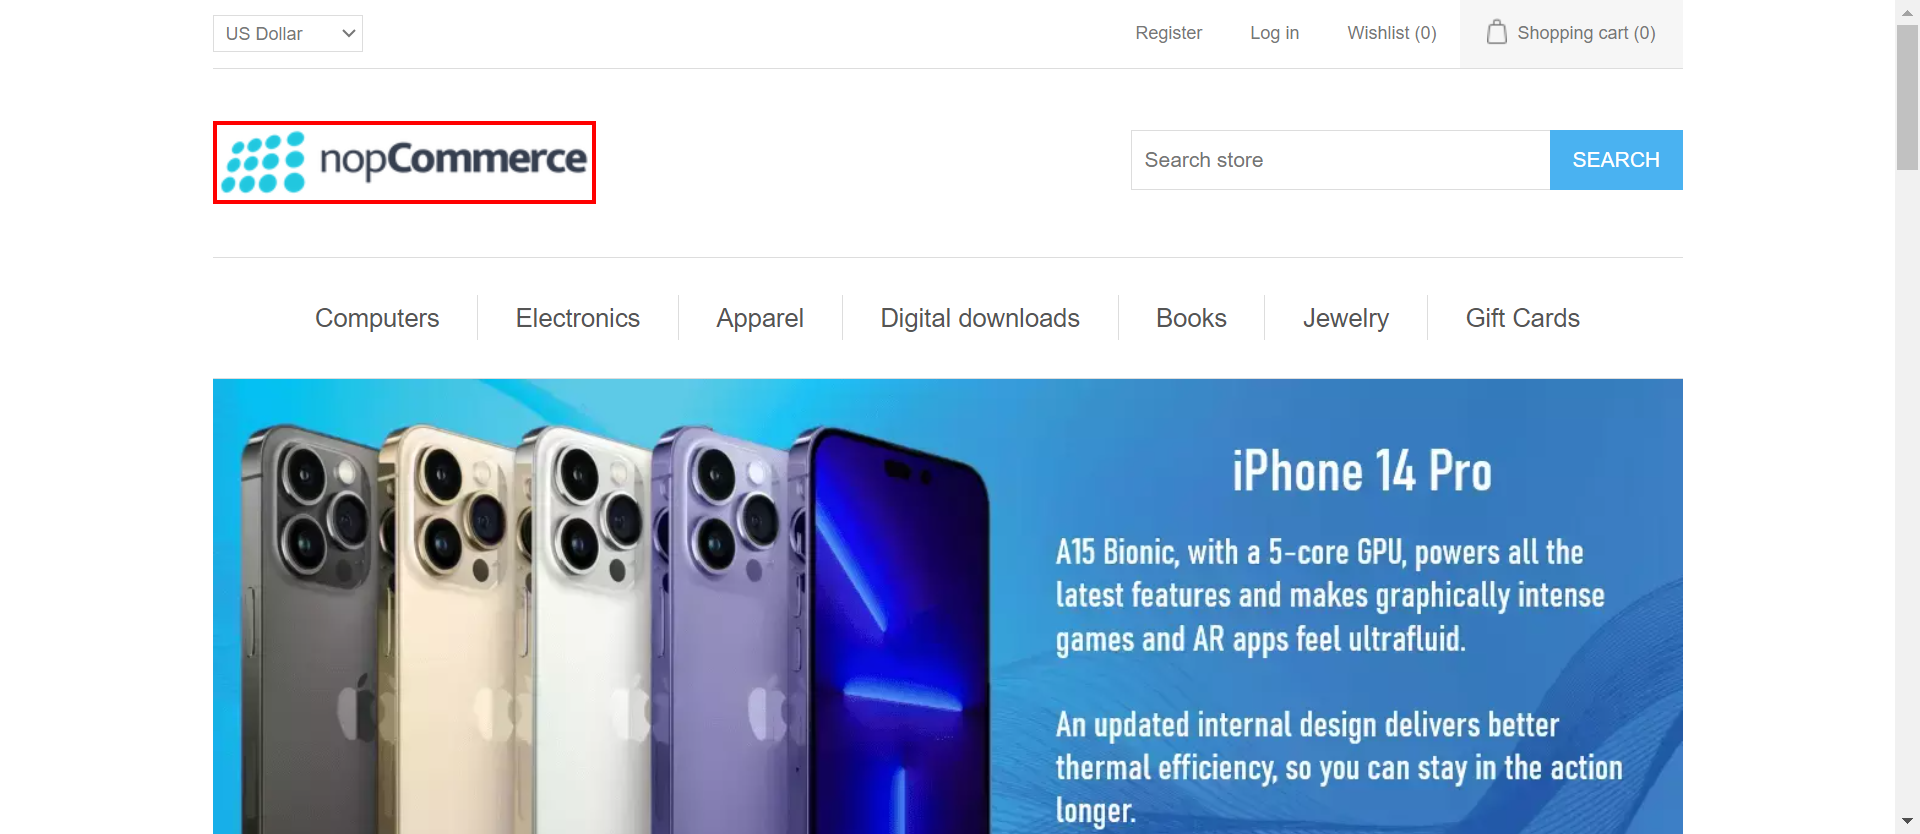 US Dollar
Register
Log in
Wishlist (0)
Shopping cart (0)
nopCommerce
Search store
SEARCH
Computers
Electronics
Apparel
Digital downloads
Books
Jewelry
Gift Cards
iPhone 14 Pro
A15 Bionic, with a 5-core GPU, powers all the
latest features and makes graphically intense
games and AR apps feel ultrafluid.
An updated internal design delivers better
thermal efficiency, so you can stay in the action
longer.